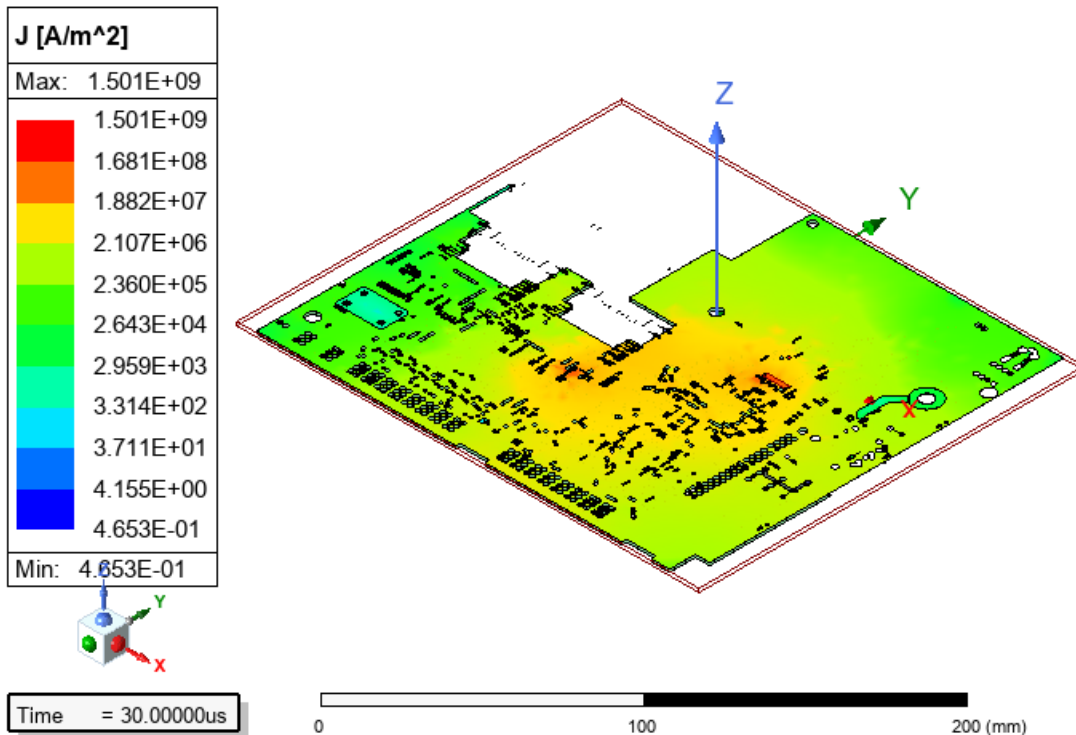 J [A/m^2]
Max: 1.501E+09
1.501E+09
1.681E+08
1.882E+07
2.107E+06
2.360E+05
2.643E+04
2.959E+03
3.314E+02
3.711E+01
4.155E+00
4.653E-01
Min: 4.653E-01
Z
Y
X
Z
Y
X
Time = 30.00000us
0 100 200 (mm)